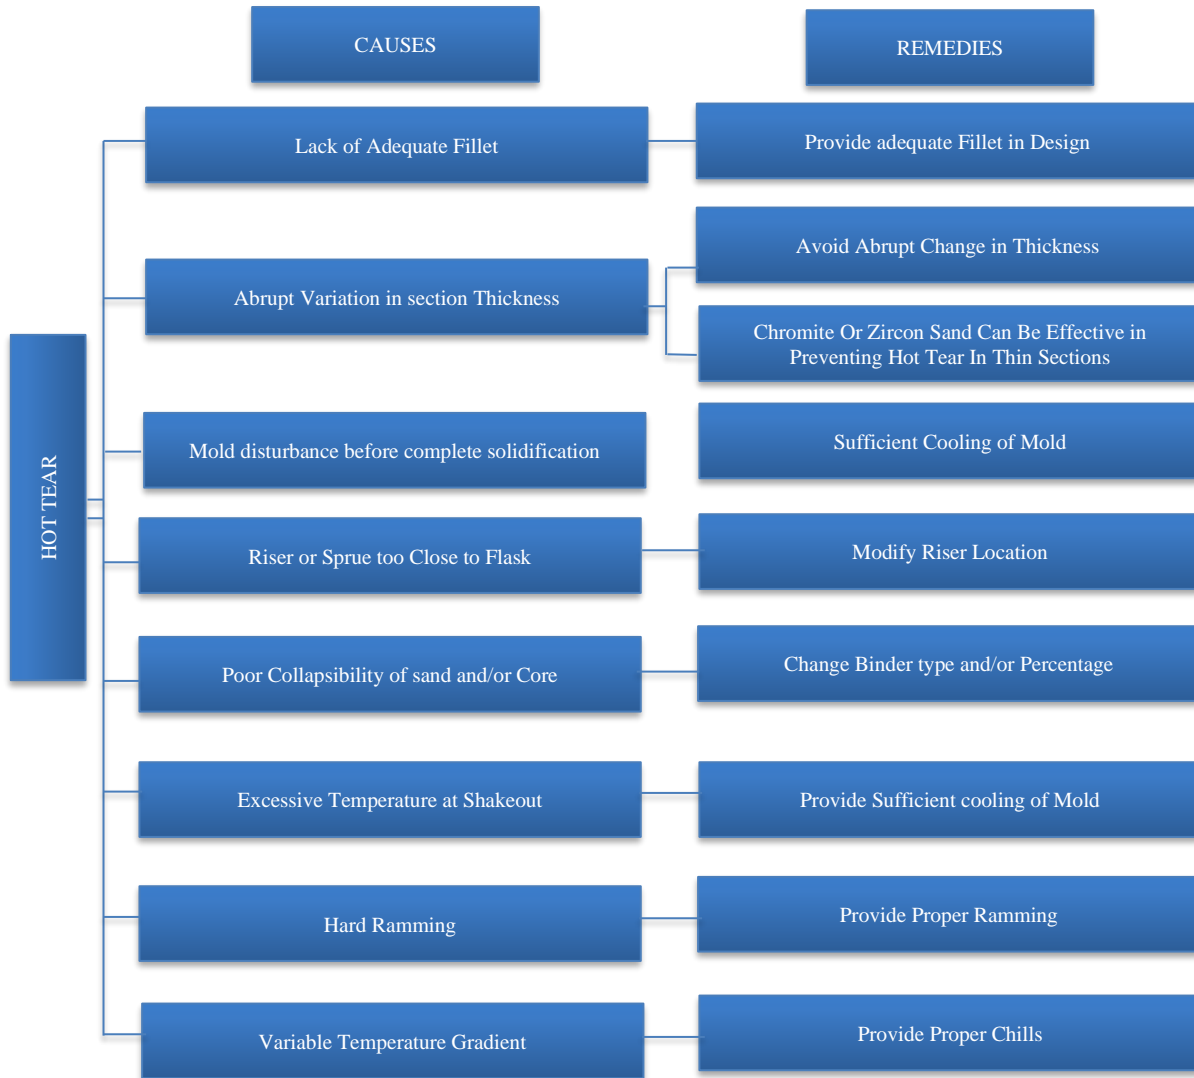 CAUSES
REMEDIES
HOT TEAR
Lack of Adequate Fillet
Provide adequate Fillet in Design
Abrupt Variation in section Thickness
Avoid Abrupt Change in Thickness
Chromite Or Zircon Sand Can Be Effective in
Preventing Hot Tear In Thin Sections
Mold disturbance before complete solidification
Sufficient Cooling of Mold
Riser or Sprue too Close to Flask
Modify Riser Location
Poor Collapsibility of sand and/or Core
Change Binder type and/or Percentage
Excessive Temperature at Shakeout
Provide Sufficient cooling of Mold
Hard Ramming
Provide Proper Ramming
Variable Temperature Gradient
Provide Proper Chills